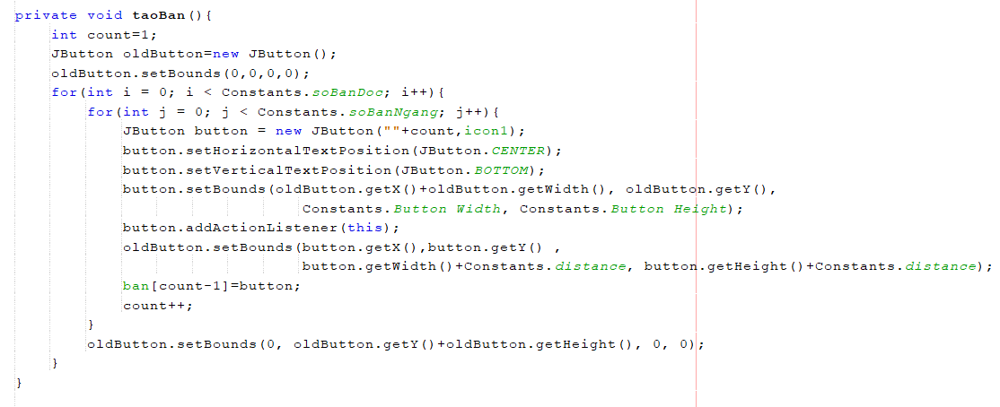 private void taoBan(){
int count=1;
JButton oldButton=new JButton();
oldButton.setBounds(0,0,0,0);
for(int i = 0; i < Constants.soBanDoc; i++){
for(int j = 0; j < Constants.soBanNgang; j++){
JButton button = new JButton(""+count,icon1);
button.setHorizontalTextPosition(JButton.CENTER);
button.setVerticalTextPosition(JButton.BOTTOM);
button.setBounds(oldButton.getX()+oldButton.getWidth(), oldButton.getY(),
Constants.Button Width, Constants.Button Height);
button.addActionListener(this);
oldButton.setBounds(button.getX(),button.getY() ,
button.getWidth()+Constants.distance, button.getHeight()+Constants.distance);
ban[count-1]=button;
count++;
}
oldButton.setBounds(0, oldButton.getY()+oldButton.getHeight(), 0, 0);
}
}